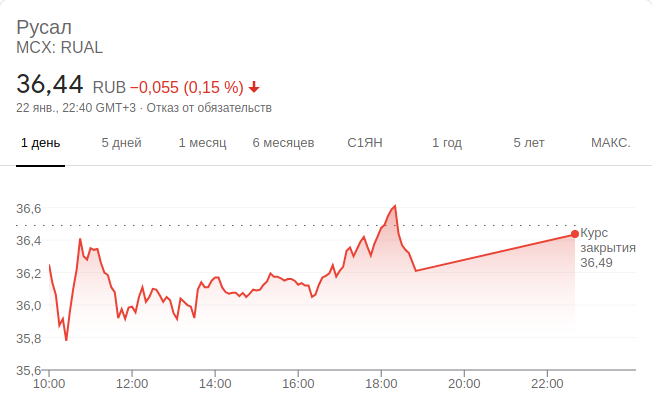 Русал
MCX: RUAL
36,44 RUB −0,055 (0,15 %)
22 янв., 22:40 GMT+3 · Отказ от обязательств
1 день 5 дней 1 месяц 6 месяцев С1ЯН 1 год 5 лет МАКС.
36,6
36,4
36,2
36,0
35,8
35,6
Курс
закрытия
36,49
10:00 12:00 14:00 16:00 18:00 20:00 22:00